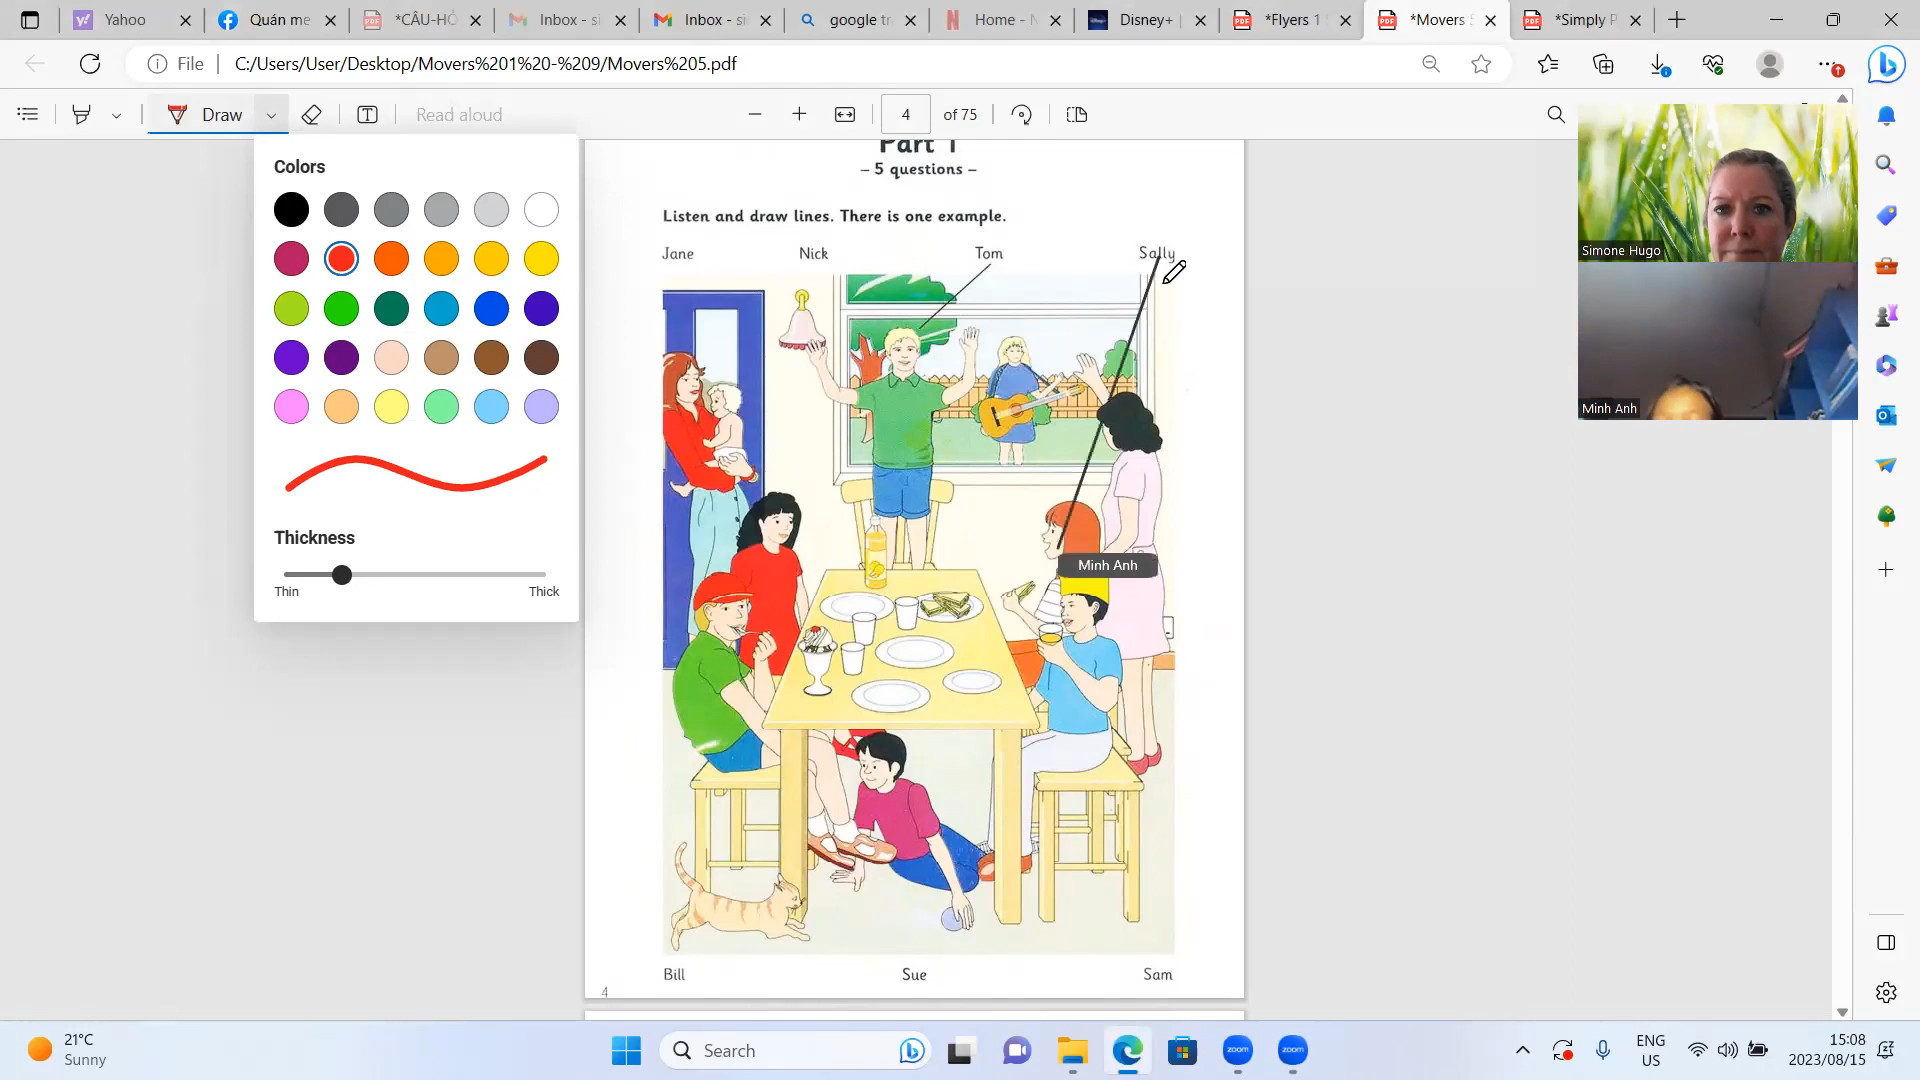 Yahoo
Quán me
*CÂU-HỎ
Inbox - si
Inbox - si
google tr
Home - N
Disney+ |
*Flyers 1
*Movers
*Simply P
File
C:/Users/User/Desktop/Movers%201%20-%209/Movers%205.pdf
Draw
Read aloud
4
of 75
Colors
Thickness
Thin
Thick
Part 1
– 5 questions –
Listen and draw lines. There is one example.
Jane
Nick
Tom
Sally
Minh Anh
Bill
Sue
Sam
4
Simone Hugo
Minh Anh
21°C
Sunny
Search
zoom
zoom
ENG
US
15:08
2023/08/15